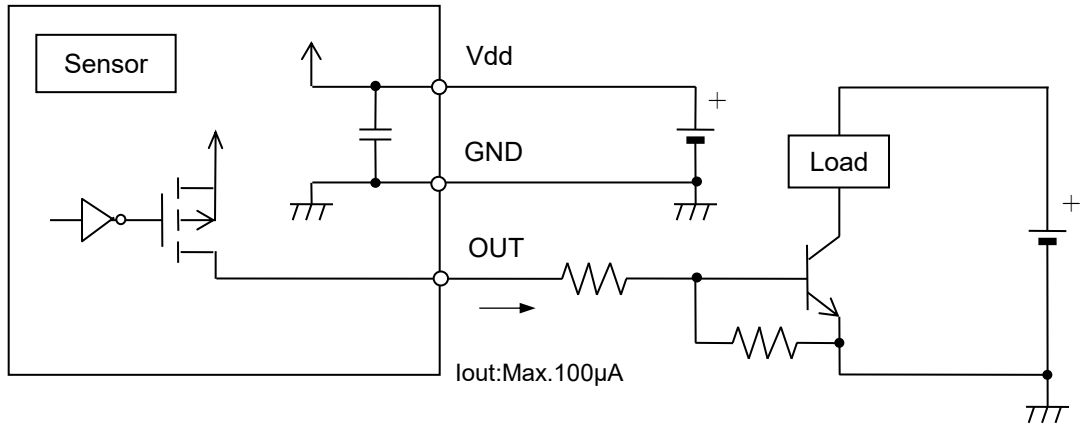 Sensor
Vdd
+
GND
Load
+
OUT
Iout:Max.100μA